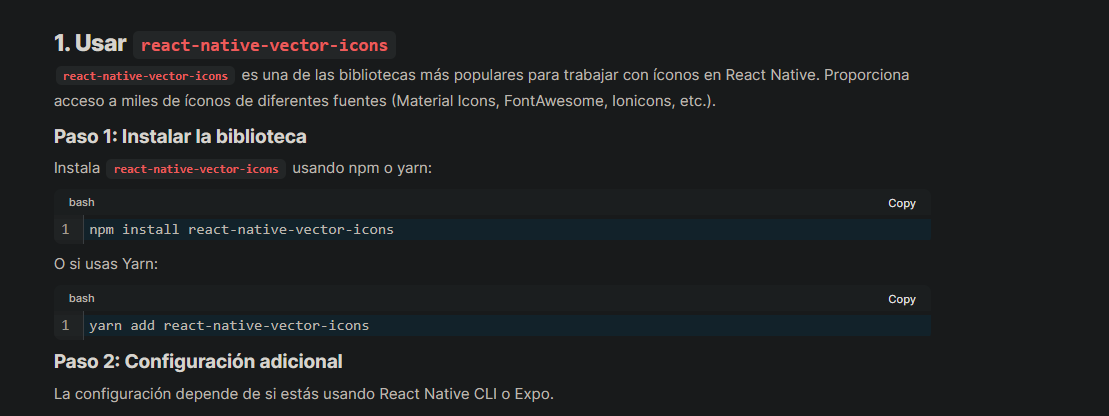 1. Usar react-native-vector-icons
react-native-vector-icons es una de las bibliotecas más populares para trabajar con íconos en React Native. Proporciona
acceso a miles de íconos de diferentes fuentes (Material Icons, FontAwesome, Ionicons, etc.).
Paso 1: Instalar la biblioteca
Instala react-native-vector-icons usando npm o yarn:
bash Copy
1 npm install react-native-vector-icons
O si usas Yarn:
bash Copy
1 yarn add react-native-vector-icons
Paso 2: Configuración adicional
La configuración depende de si estás usando React Native CLI o Expo.